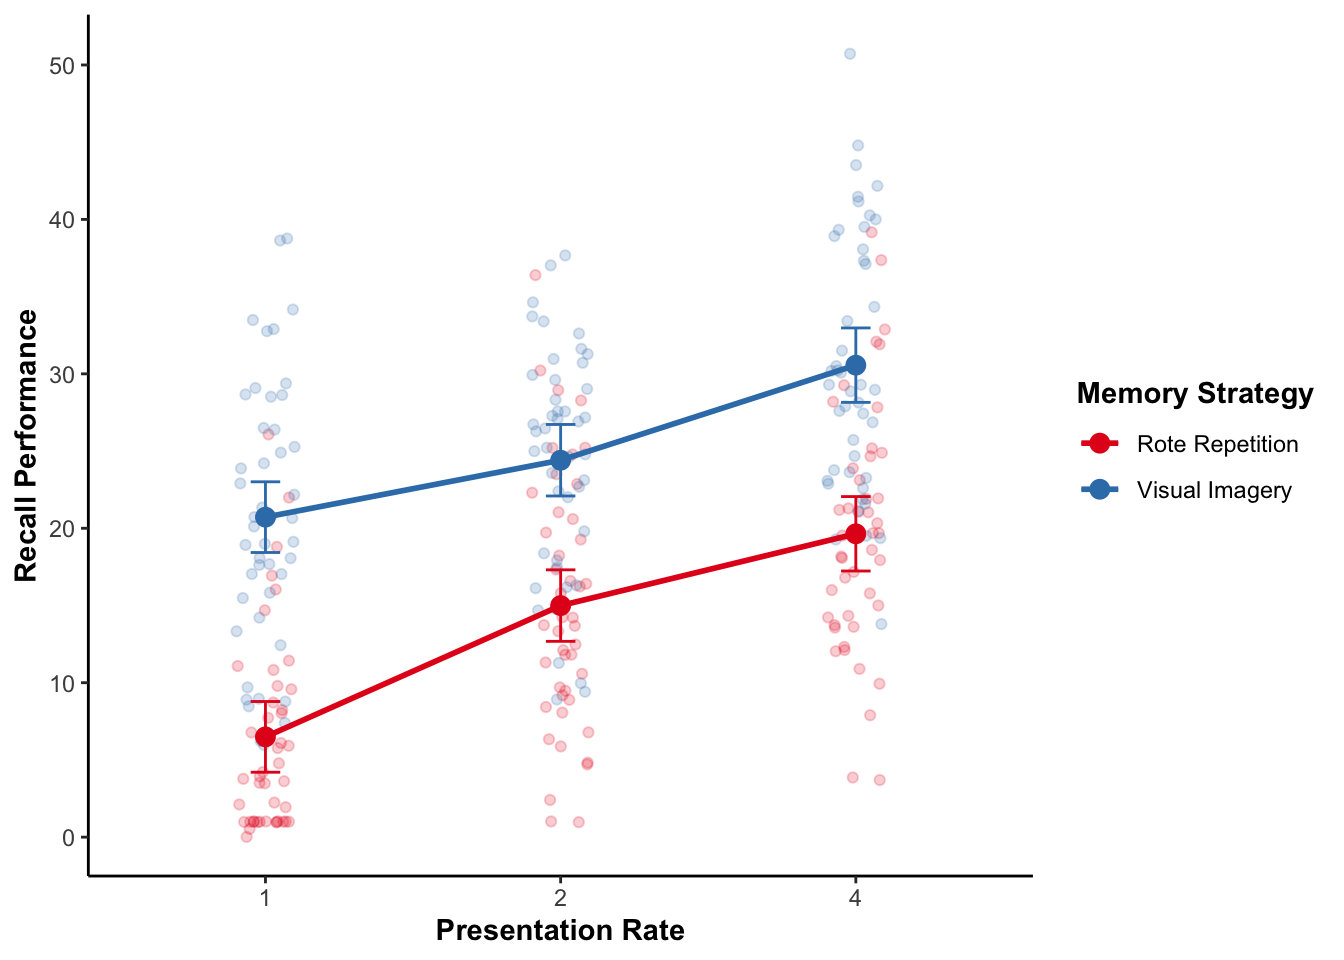 50
40
30
20
10
0
Recall Performance
1 2 4
Presentation Rate
Memory Strategy
Rote Repetition
Visual Imagery